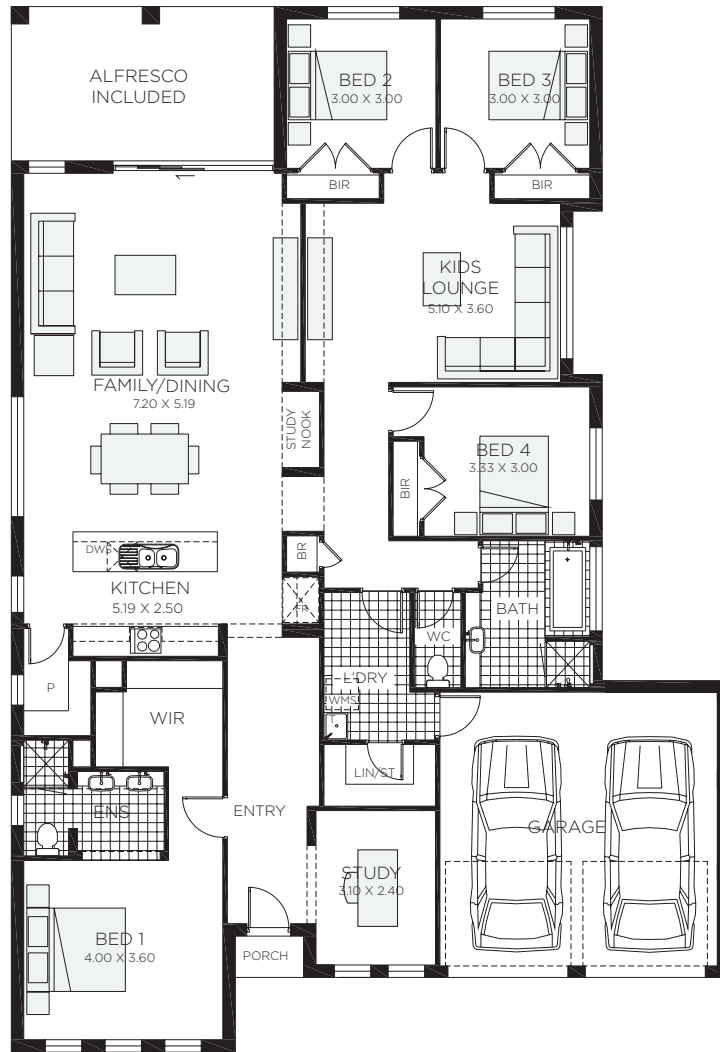 ALFRESCO
INCLUDED
BED 2
3.00 X 3.00
BED 3
3.00 X 3.00
BIR
BIR
KIDS
LOUNGE
5.10 X 3.60
FAMILY/DINING
7.20 X 5.19
STUDY
NOOK
BED 4
3.33 X 3.00
BIR
DWS
BR
KITCHEN
5.19 X 2.50
FR
BATH
WC
L'DRY
P
WMS
T
WIR
LIN/ST
ENS
ENTRY
GARAGE
STUDY
3.10 X 2.40
BED 1
4.00 X 3.60
PORCH